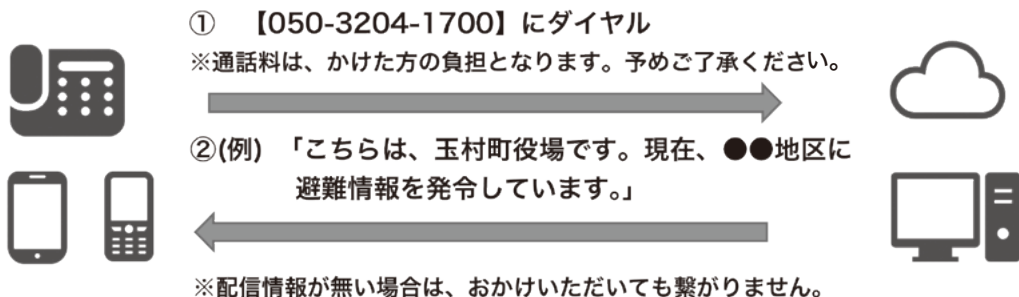 ① 【050-3204-1700】にダイヤル
※通話料は、かけた方の負担となります。予めご了承ください。
②(例) 「こちらは、玉村町役場です。現在、●●地区に
避難情報を発令しています。」
※配信情報が無い場合は、おかけいただいても繋がりません。